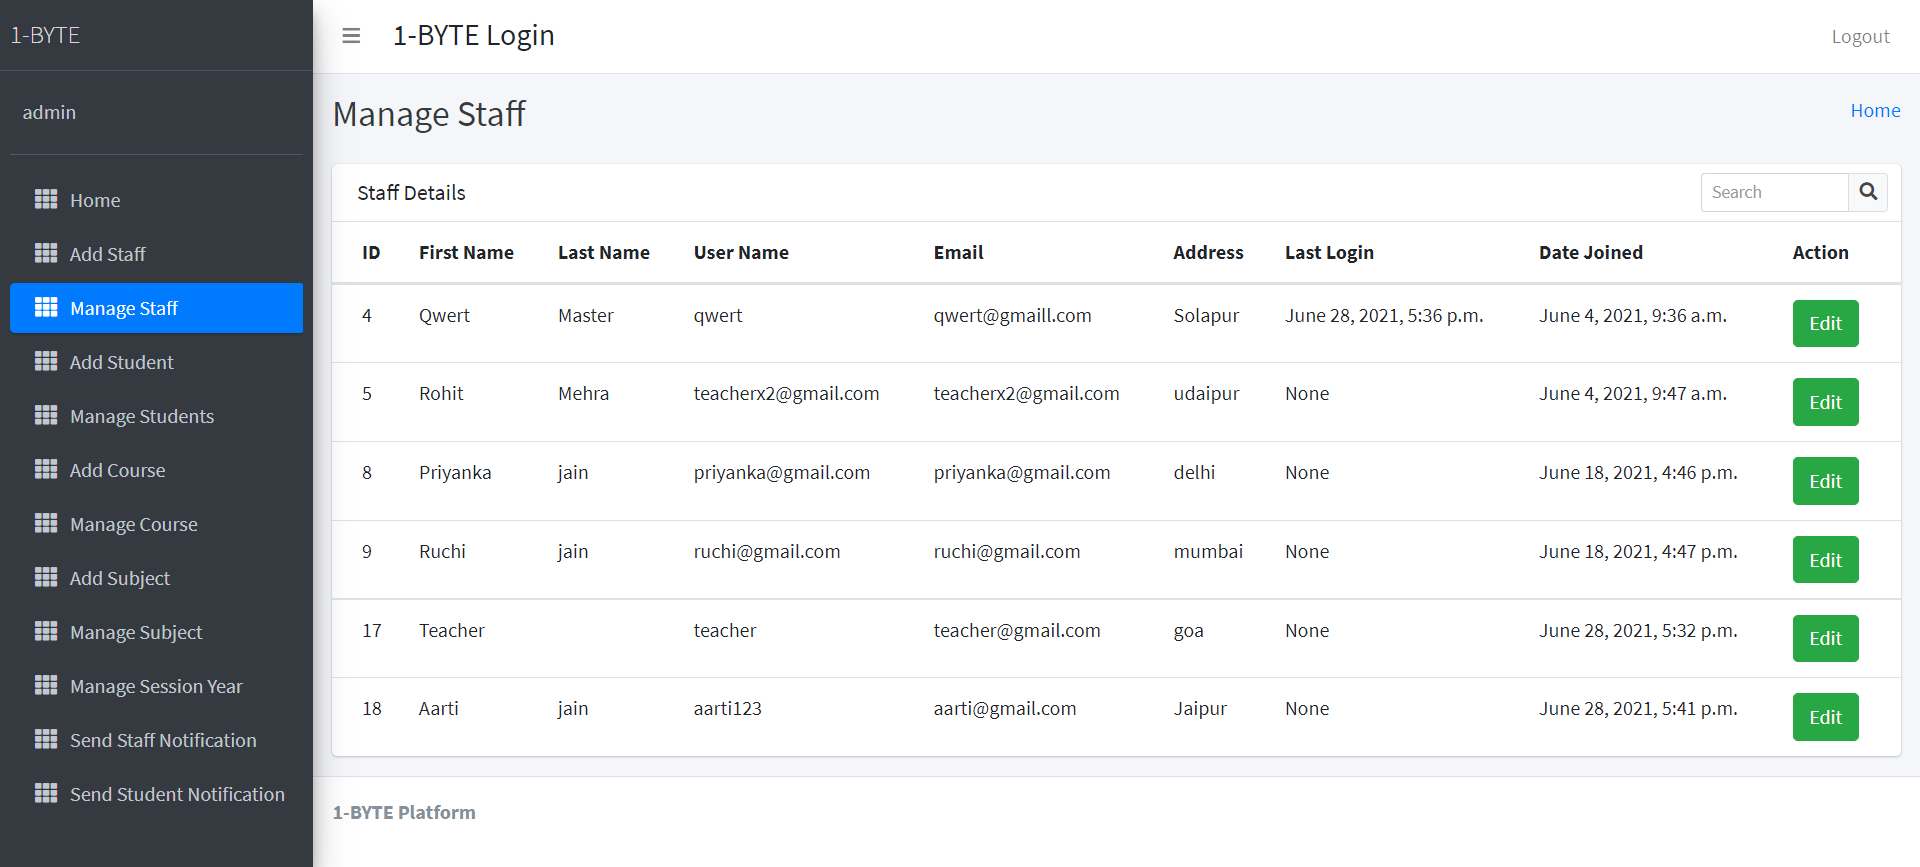 1-BYTE
admin
Home
Add Staff
Manage Staff
Add Student
Manage Students
Add Course
Manage Course
Add Subject
Manage Subject
Manage Session Year
Send Staff Notification
Send Student Notification
1-BYTE Login
Logout
Manage Staff
Home
Staff Details
Search
ID First Name Last Name User Name Email Address Last Login Date Joined Action
4 Qwert Master qwert qwert@gmaill.com Solapur June 28, 2021, 5:36 p.m. June 4, 2021, 9:36 a.m. Edit
5 Rohit Mehra teacherx2@gmail.com teacherx2@gmail.com udaipur None June 4, 2021, 9:47 a.m. Edit
8 Priyanka jain priyanka@gmail.com priyanka@gmail.com delhi None June 18, 2021, 4:46 p.m. Edit
9 Ruchi jain ruchi@gmail.com ruchi@gmail.com mumbai None June 18, 2021, 4:47 p.m. Edit
17 Teacher teacher teacher@gmail.com goa None June 28, 2021, 5:32 p.m. Edit
18 Aarti jain aarti123 aarti@gmail.com Jaipur None June 28, 2021, 5:41 p.m. Edit
1-BYTE Platform